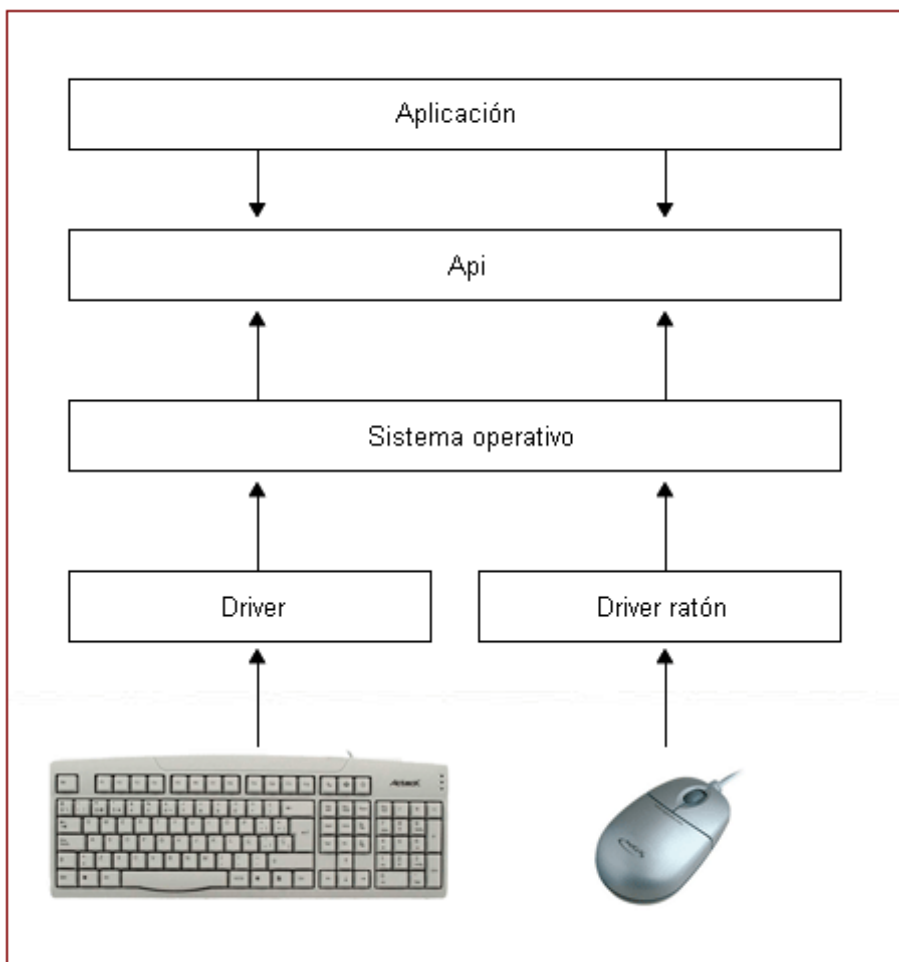 Aplicación
Api
Sistema operativo
Driver
Driver ratón